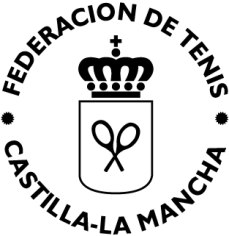 FEDERACION DE TENIS
CASTILLA-LA MANCHA